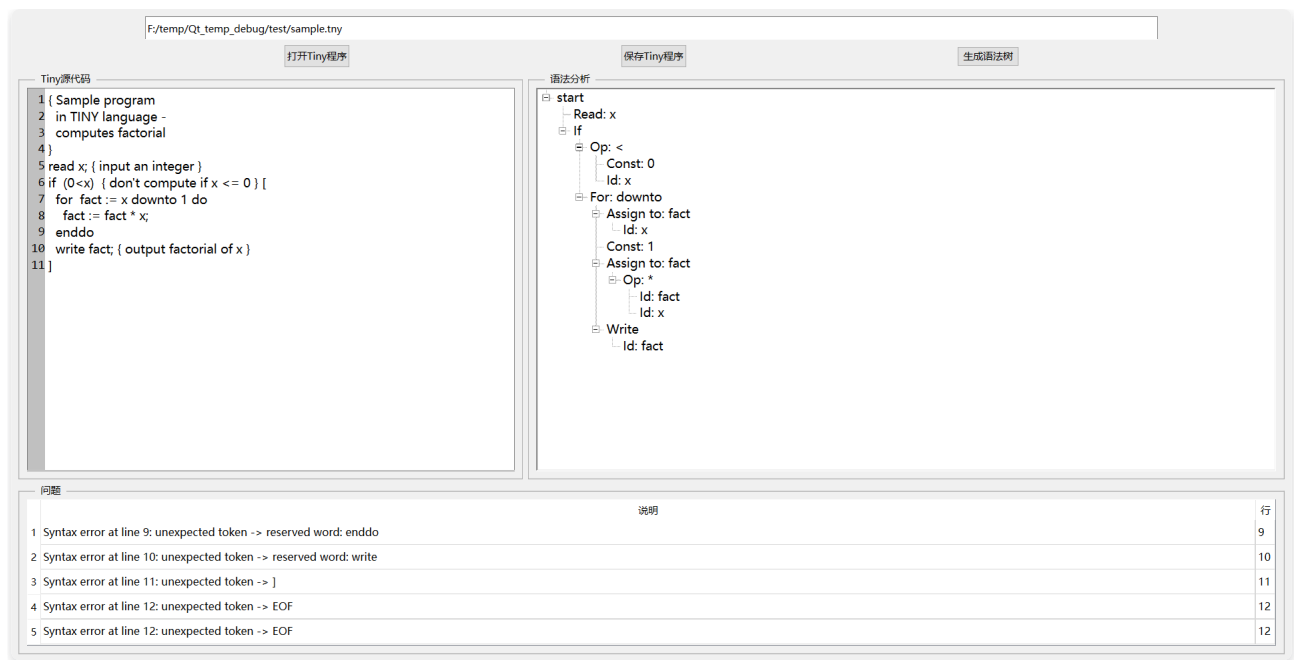 F:/temp/Qt_temp_debug/test/sample.tny
打开Tiny程序 保存Tiny程序 生成语法树
Tiny源代码
1 { Sample program
2 in TINY language -
3 computes factorial
4 }
5 read x; { input an integer }
6 if (0<x) { don't compute if x <= 0 } [
7 for fact := x downto 1 do
8 fact := fact * x;
9 enddo
10 write fact; { output factorial of x }
11 ]
语法分析
start
Read: x
If
Op: <
Const: 0
Id: x
For: downto
Assign to: fact
Id: x
Const: 1
Assign to: fact
Op: *
Id: fact
Id: x
Write
Id: fact
问题
说明 行
1 Syntax error at line 9: unexpected token -> reserved word: enddo 9
2 Syntax error at line 10: unexpected token -> reserved word: write 10
3 Syntax error at line 11: unexpected token -> ] 11
4 Syntax error at line 12: unexpected token -> EOF 12
5 Syntax error at line 12: unexpected token -> EOF 12